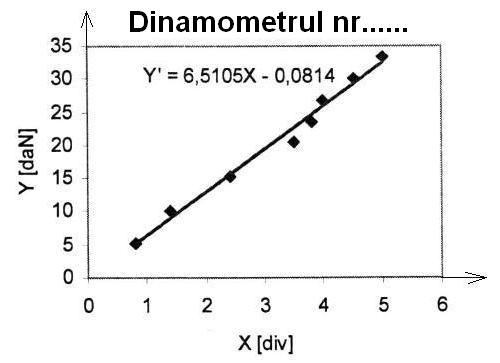 Dinamometrul nr......
Y' = 6,5105X - 0,0814
Y [daN]
35
30
25
20
15
10
5
0
0 1 2 3 4 5 6
X [div]